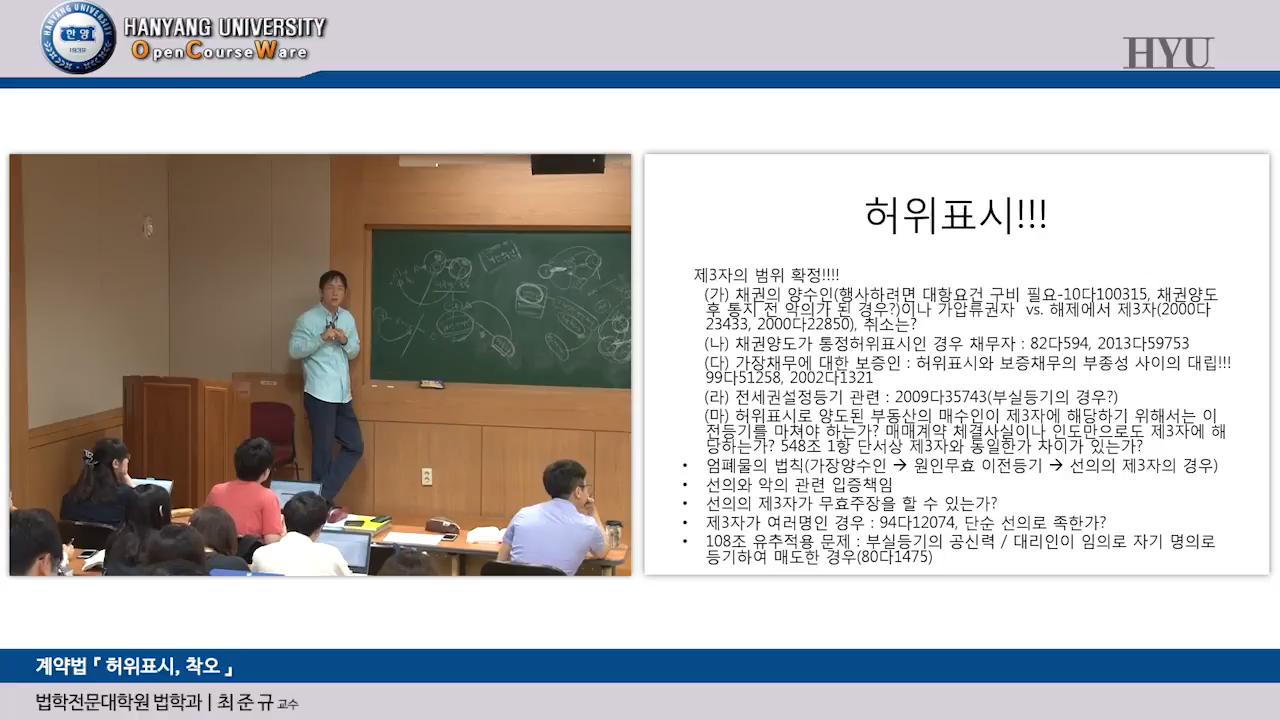 HANYANG UNIVERSITY
한양
1939
HANYANG UNIVERSITY
OpenCourseWare
HYU
허위표시!!!
제3자의 범위 확정!!!!
(가) 채권의 양수인(행사하려면 대항요건 구비 필요-10다100315, 채권양도
후 통지 전 악의가 된 경우?)이나 가압류권자 vs. 해제에서 제3자(2000다
23433, 2000다22850), 취소는?
(나) 채권양도가 통정허위표시인 경우 채무자 : 82다594, 2013다59753
(다) 가장채무에 대한 보증인 : 허위표시와 보증채무의 부종성 사이의 대립!!!
99다51258, 2002다1321
(라) 전세권설정등기 관련 : 2009다35743(부실등기의 경우?)
(마) 허위표시로 양도된 부동산의 매수인이 제3자에 해당하기 위해서는 이
전등기를 마쳐야 하는가? 매매계약 체결사실이나 인도만으로도 제3자에 해
당하는가? 548조 1항 단서상 제3자와 동일한가 차이가 있는가?
• 엄폐물의 법칙(가장양수인 → 원인무효 이전등기 → 선의의 제3자의 경우)
• 선의와 악의 관련 입증책임
• 선의의 제3자가 무효주장을 할 수 있는가?
• 제3자가 여러명인 경우 : 94다12074, 단순 선의로 족한가?
• 108조 유추적용 문제 : 부실등기의 공신력 / 대리인이 임의로 자기 명의로
등기하여 매도한 경우(80다1475)
계약법 『 허위표시, 착오 』
법학전문대학원 법학과 | 최 준 규 교수